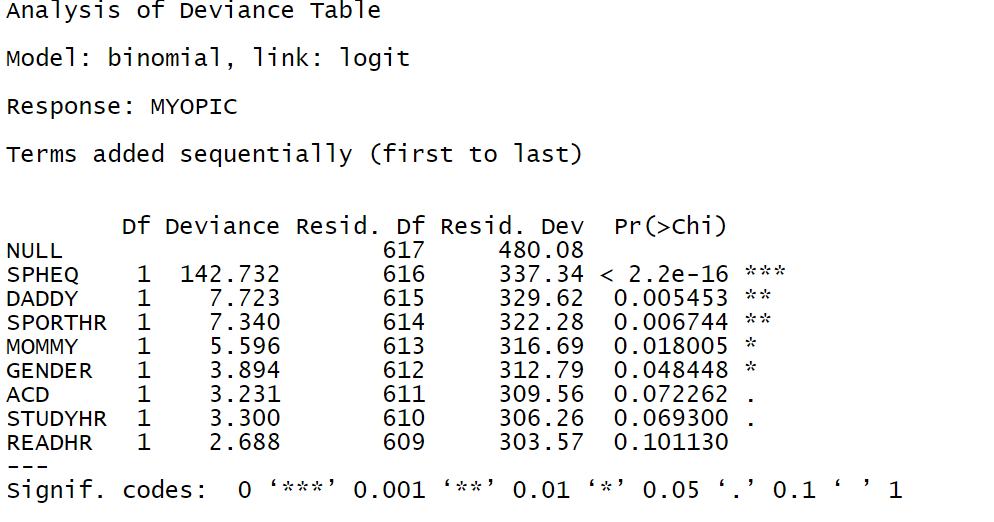 Analysis of Deviance Table
Model: binomial, link: logit
Response: MYOPIC
Terms added sequentially (first to last)
Df Deviance Resid. Df Resid. Dev Pr(>Chi)
NULL 617 480.08
SPHEQ 1 142.732 616 337.34 < 2.2e-16 ***
DADDY 1 7.723 615 329.62 0.005453 **
SPORTHR 1 7.340 614 322.28 0.006744 **
MOMMY 1 5.596 613 316.69 0.018005 *
GENDER 1 3.894 612 312.79 0.048448 *
ACD 1 3.231 611 309.56 0.072262 .
STUDYHR 1 3.300 610 306.26 0.069300 .
READHR 1 2.688 609 303.57 0.101130
---
Signif. codes: 0 ‘***’ 0.001 ‘**’ 0.01 ‘*’ 0.05 ‘.’ 0.1 ‘ ’ 1